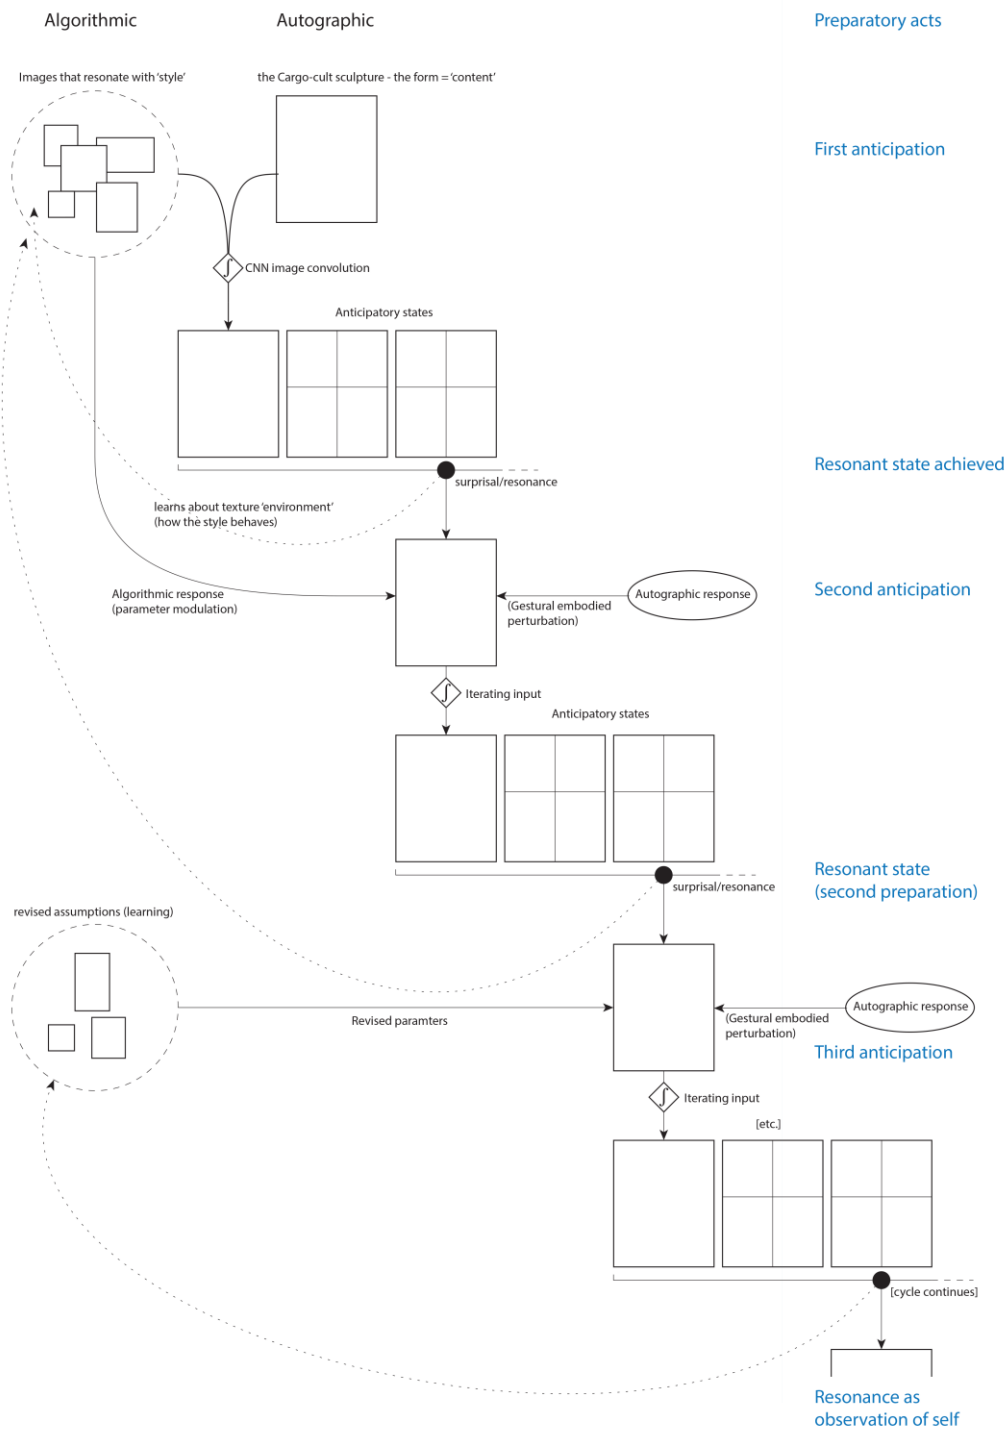 Algorithmic
Autographic
Preparatory acts
Images that resonate with ‘style’
the Cargo-cult sculpture - the form = ‘content’
First anticipation
∫
CNN image convolution
Anticipatory states
Resonant state achieved
surprisal/resonance
learns about texture ‘environment’
(how the style behaves)
Algorithmic response
(parameter modulation)
(Gestural embodied
perturbation)
Autographic response
Second anticipation
∫
Iterating input
Anticipatory states
Resonant state
(second preparation)
surprisal/resonance
revised assumptions (learning)
Revised paramters
(Gestural embodied
perturbation)
Autographic response
Third anticipation
∫
Iterating input
[etc.]
[cycle continues]
Resonance as
observation of self